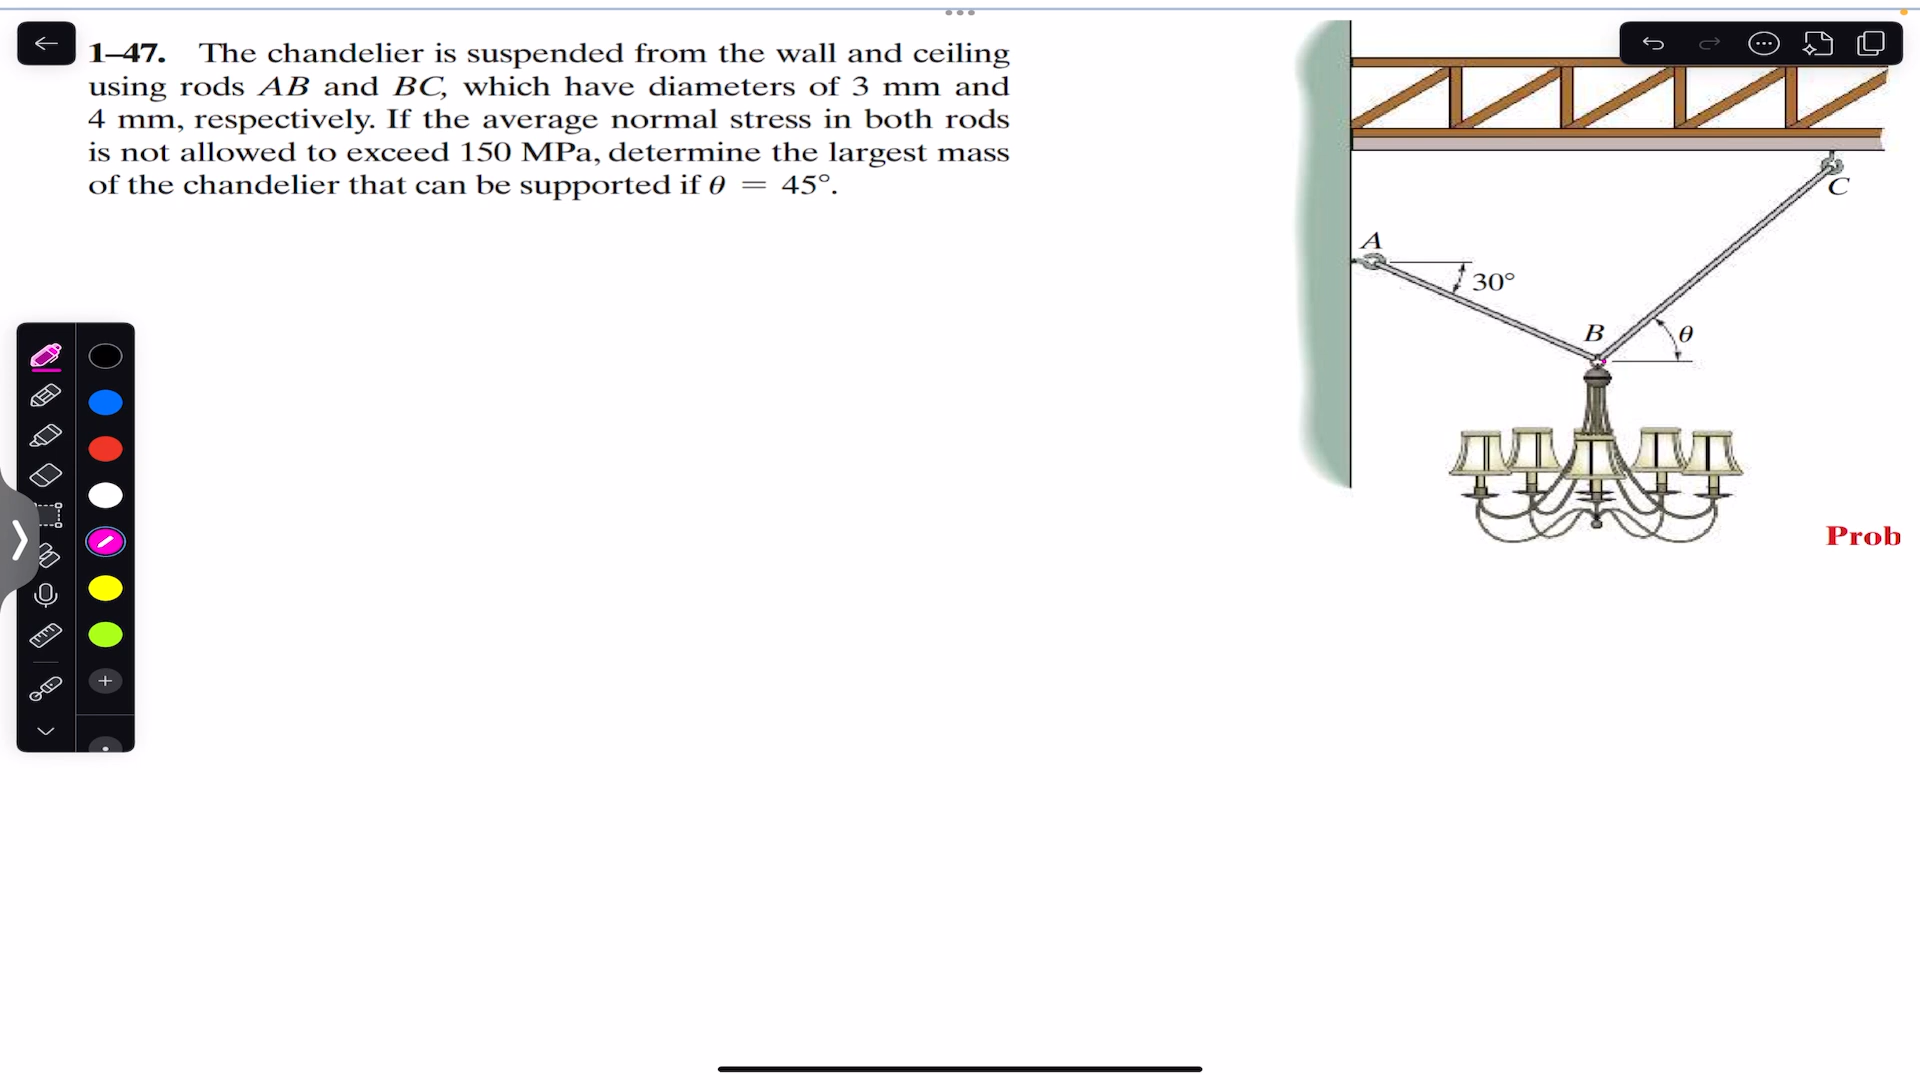 1–47. The chandelier is suspended from the wall and ceiling
using rods AB and BC, which have diameters of 3 mm and
4 mm, respectively. If the average normal stress in both rods
is not allowed to exceed 150 MPa, determine the largest mass
of the chandelier that can be supported if θ = 45°.
C
A
30°
B
θ
Prob